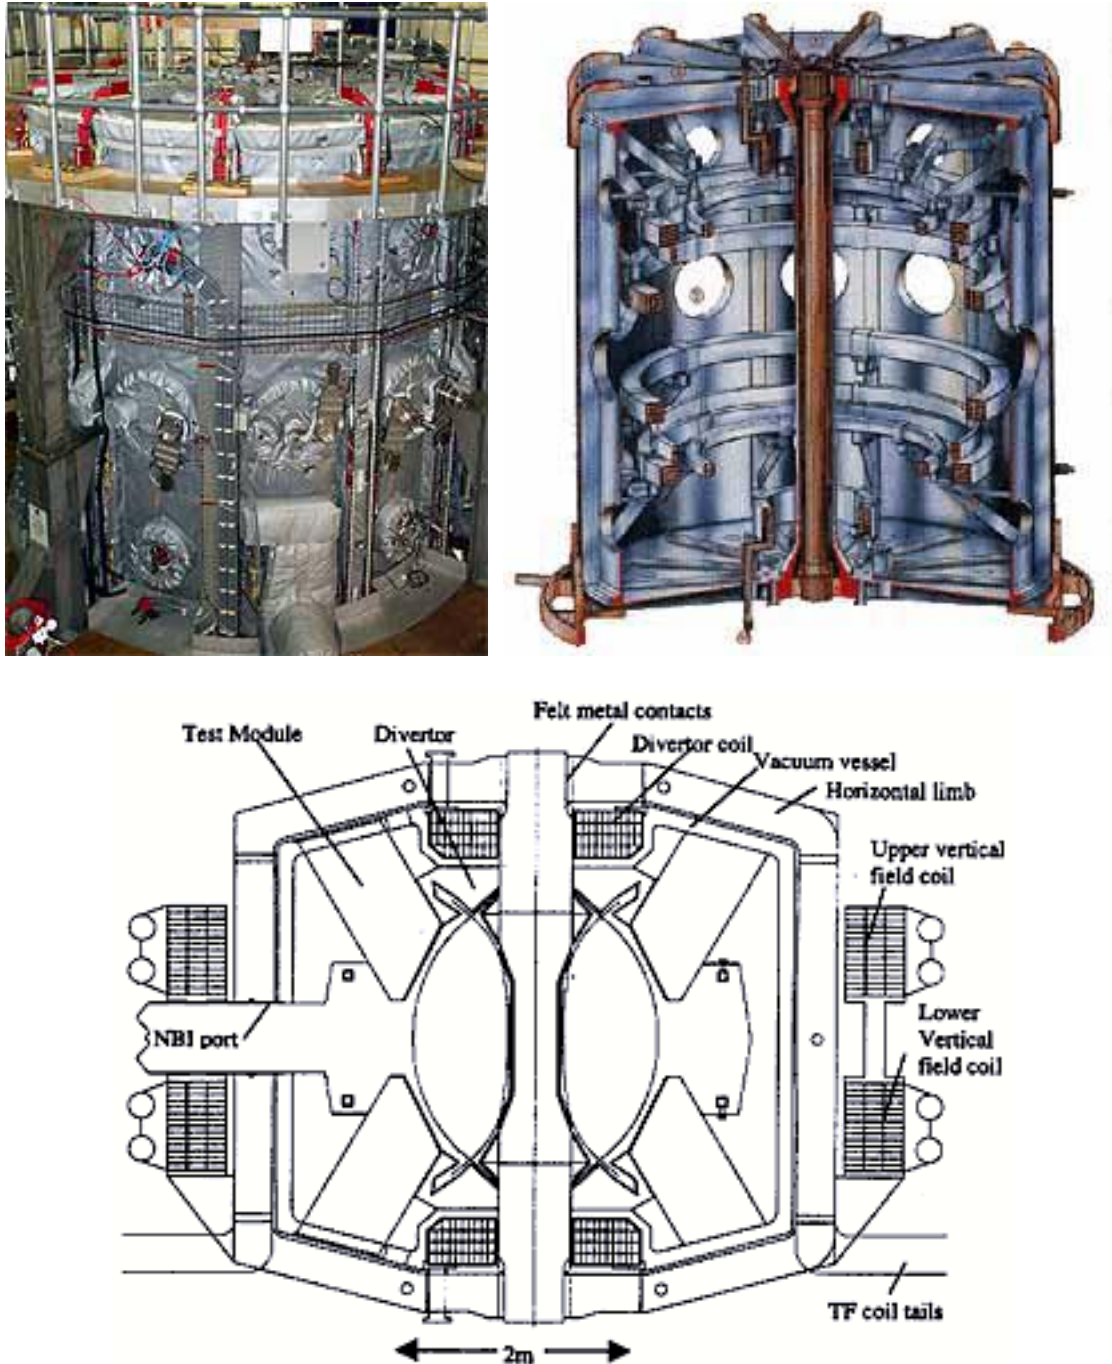 Felt metal contacts
Test Module
Divertor
Divertor coil
Vacuum vessel
Horizontal limb
Upper vertical
field coil
NBI port
Lower
Vertical
field coil
TF coil tails
2m